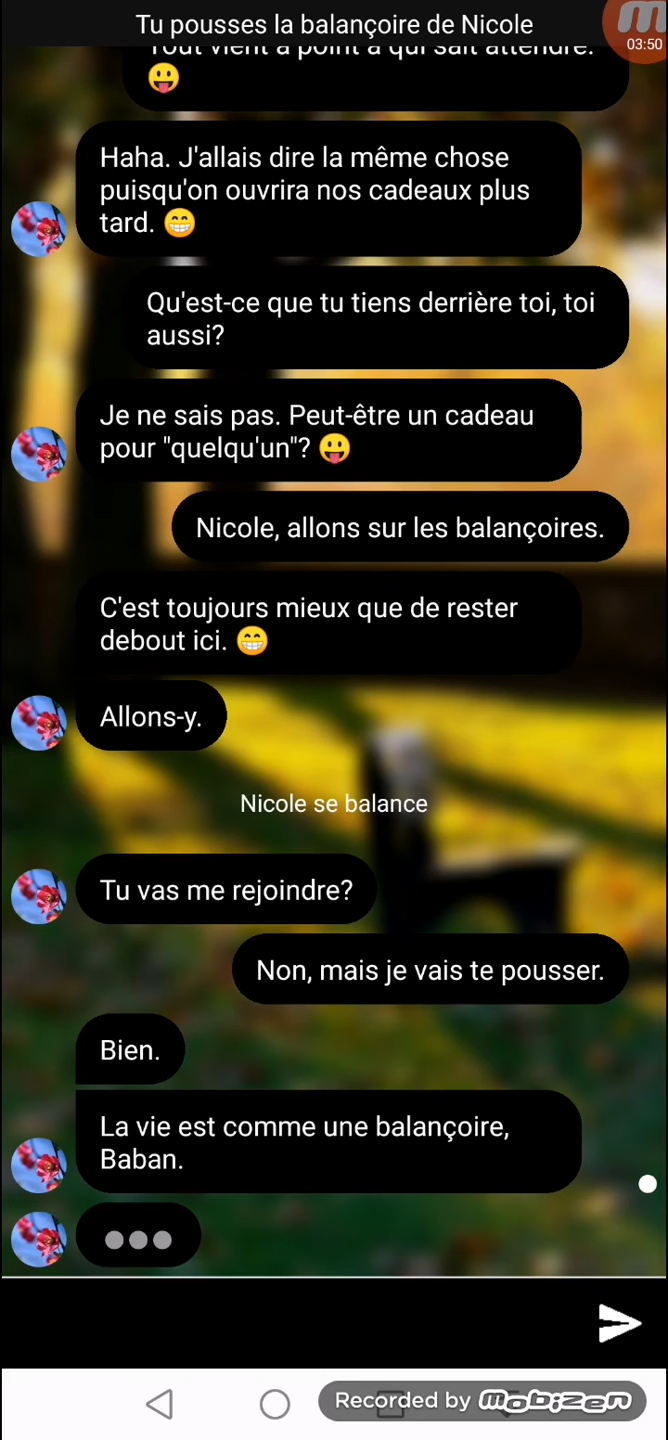 Tu pousses la balançoire de Nicole
03:50
Tout vient à point à qui sait attendre.
😛
Haha. J'allais dire la même chose
puisqu'on ouvrira nos cadeaux plus
tard. 😁
Qu'est-ce que tu tiens derrière toi, toi
aussi?
Je ne sais pas. Peut-être un cadeau
pour "quelqu'un"? 😛
Nicole, allons sur les balançoires.
C'est toujours mieux que de rester
debout ici. 😁
Allons-y.
Nicole se balance
Tu vas me rejoindre?
Non, mais je vais te pousser.
Bien.
La vie est comme une balançoire,
Baban.
Recorded by mobizen